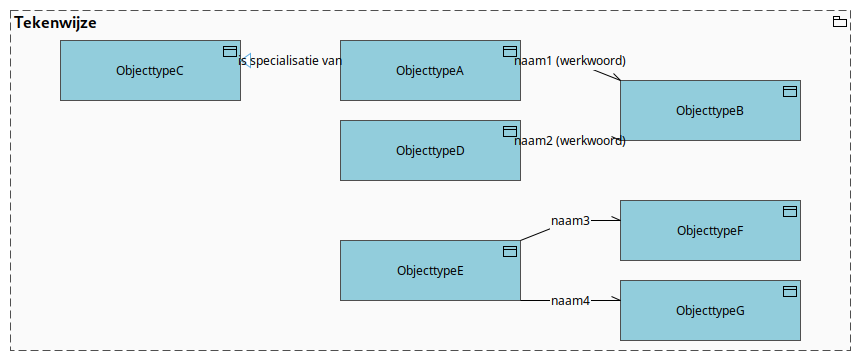 Tekenwijze
ObjecttypeC
is specialisatie van
ObjecttypeA
naam1 (werkwoord)
ObjecttypeB
ObjecttypeD
naam2 (werkwoord)
ObjecttypeE
naam3
ObjecttypeF
naam4
ObjecttypeG